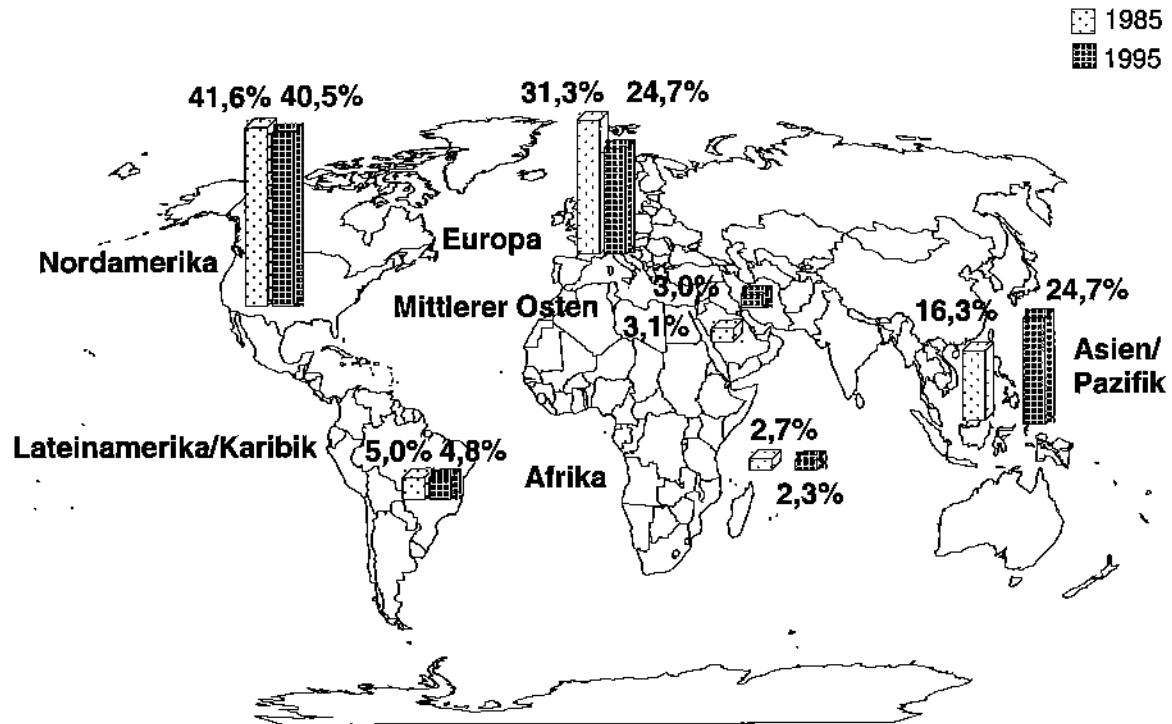 1985
1995
41,6% 40,5%
31,3% 24,7%
Europa
Nordamerika
3,0%
Mittlerer Osten
3,1%
24,7%
16,3%
Asien/
Pazifik
2,7%
Lateinamerika/Karibik
5,0% 4,8%
Afrika
2,3%